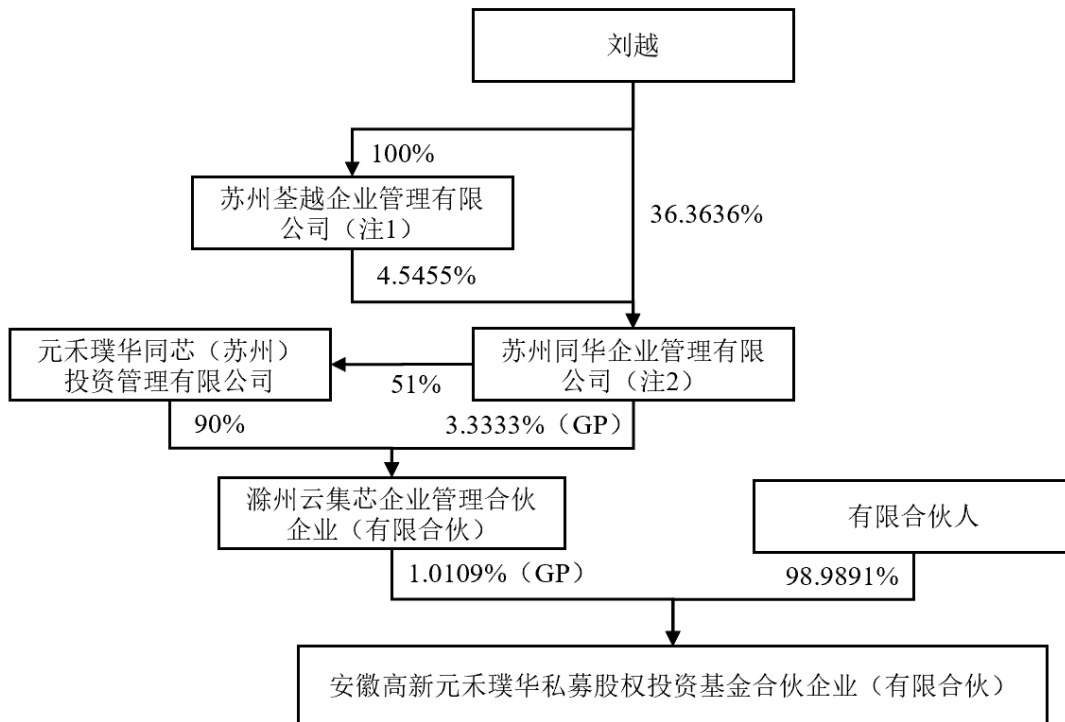 刘越
100%
苏州荃越企业管理有限
公司（注1）
36.3636%
4.5455%
元禾璞华同芯（苏州）
投资管理有限公司
51%
苏州同华企业管理有限
公司（注2）
90%
3.3333%（GP）
滁州云集芯企业管理合伙
企业（有限合伙）
有限合伙人
1.0109%（GP）
98.9891%
安徽高新元禾璞华私募股权投资基金合伙企业（有限合伙）